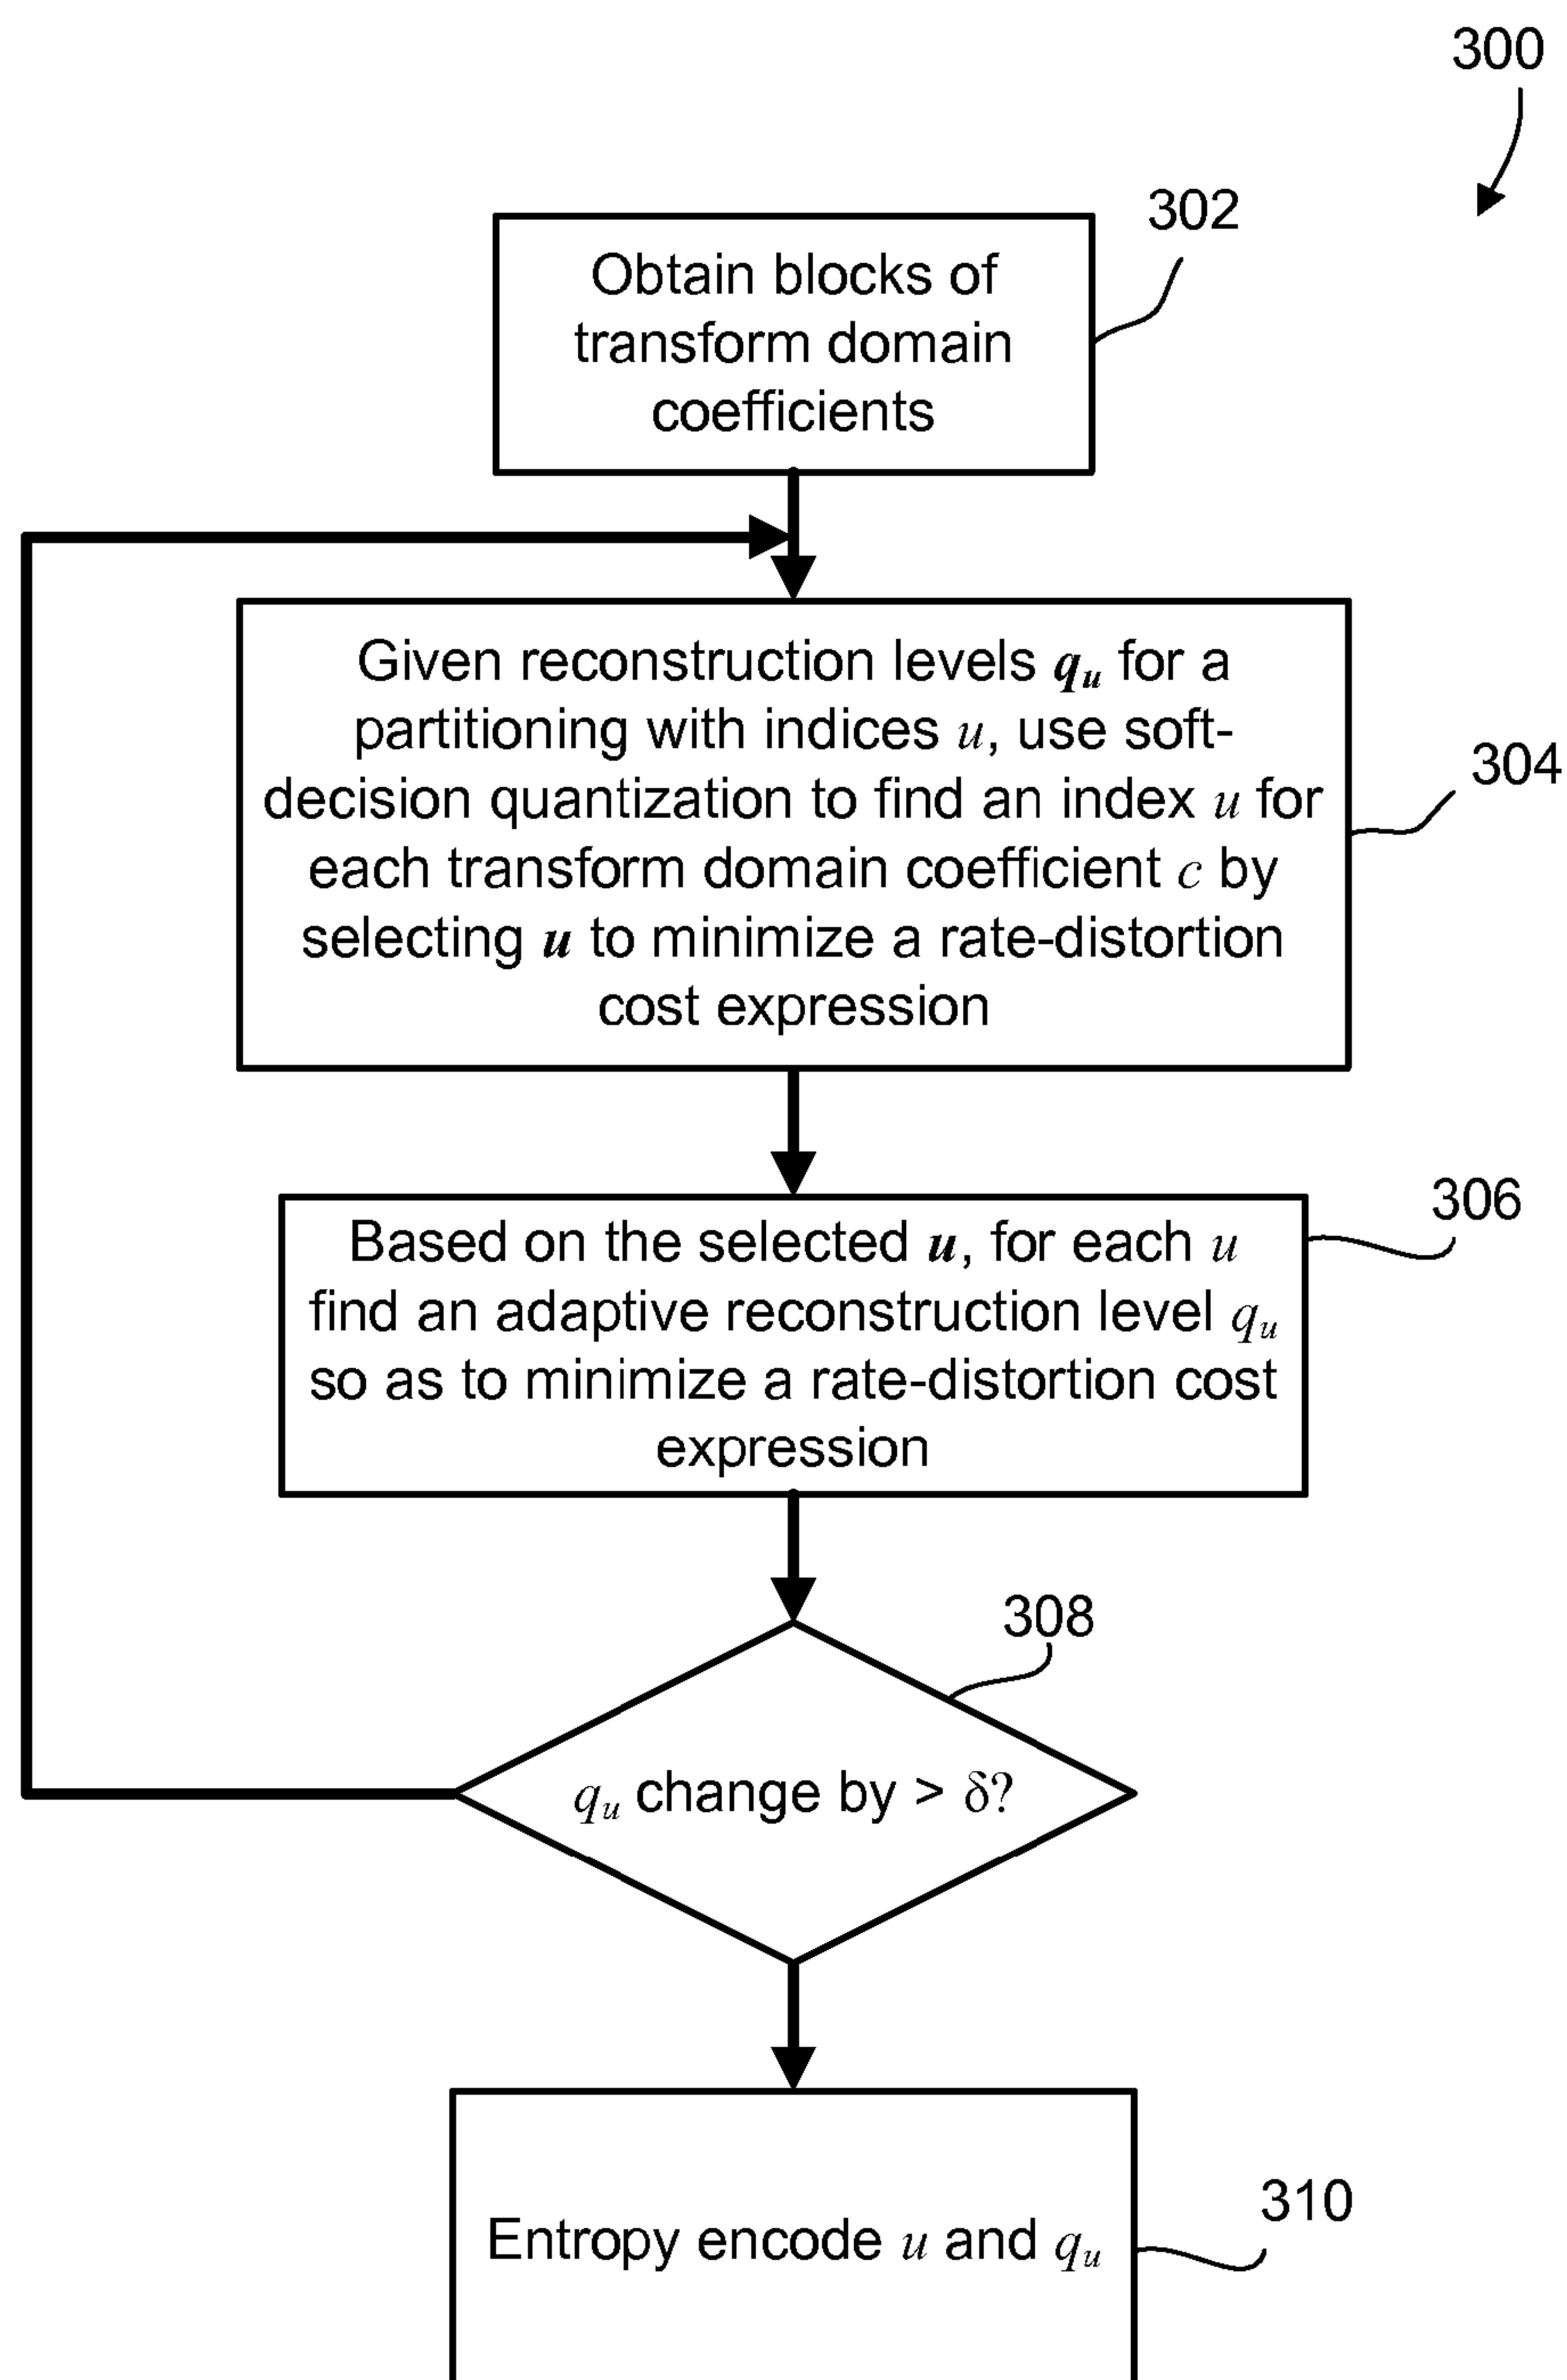 300
302
Obtain blocks of
transform domain
coefficients
Given reconstruction levels qu for a
partitioning with indices u, use soft-
decision quantization to find an index u for
each transform domain coefficient c by
selecting u to minimize a rate-distortion
cost expression
304
306
Based on the selected u, for each u
find an adaptive reconstruction level qu
so as to minimize a rate-distortion cost
expression
308
qu change by > δ?
310
Entropy encode u and qu